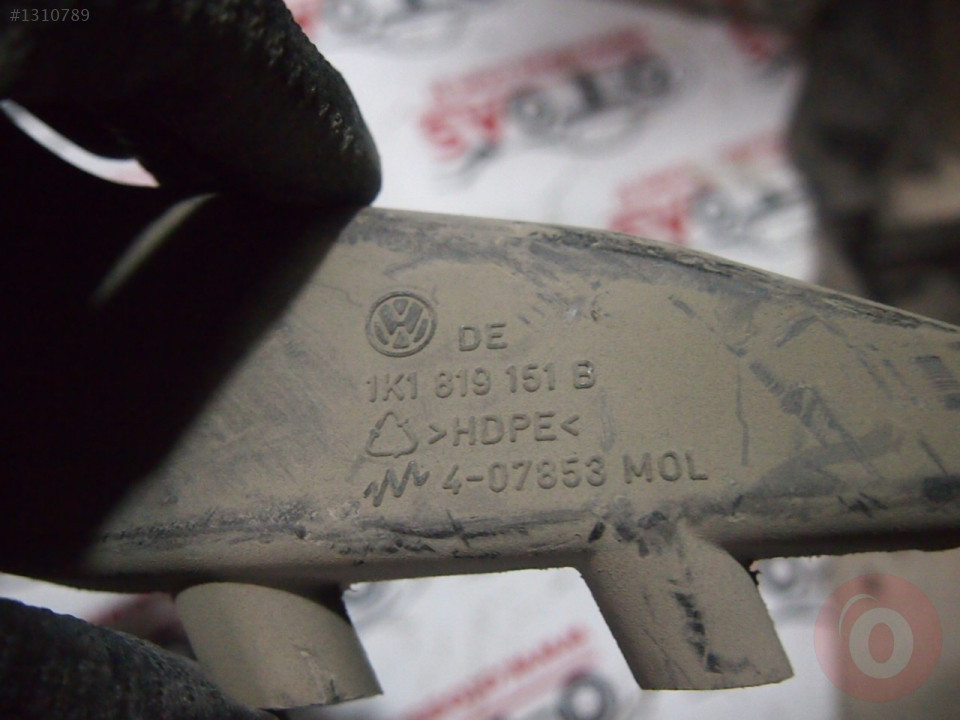 #1310789
DE
1K1 819 151 B
>HDPE<
4-07853 MOL